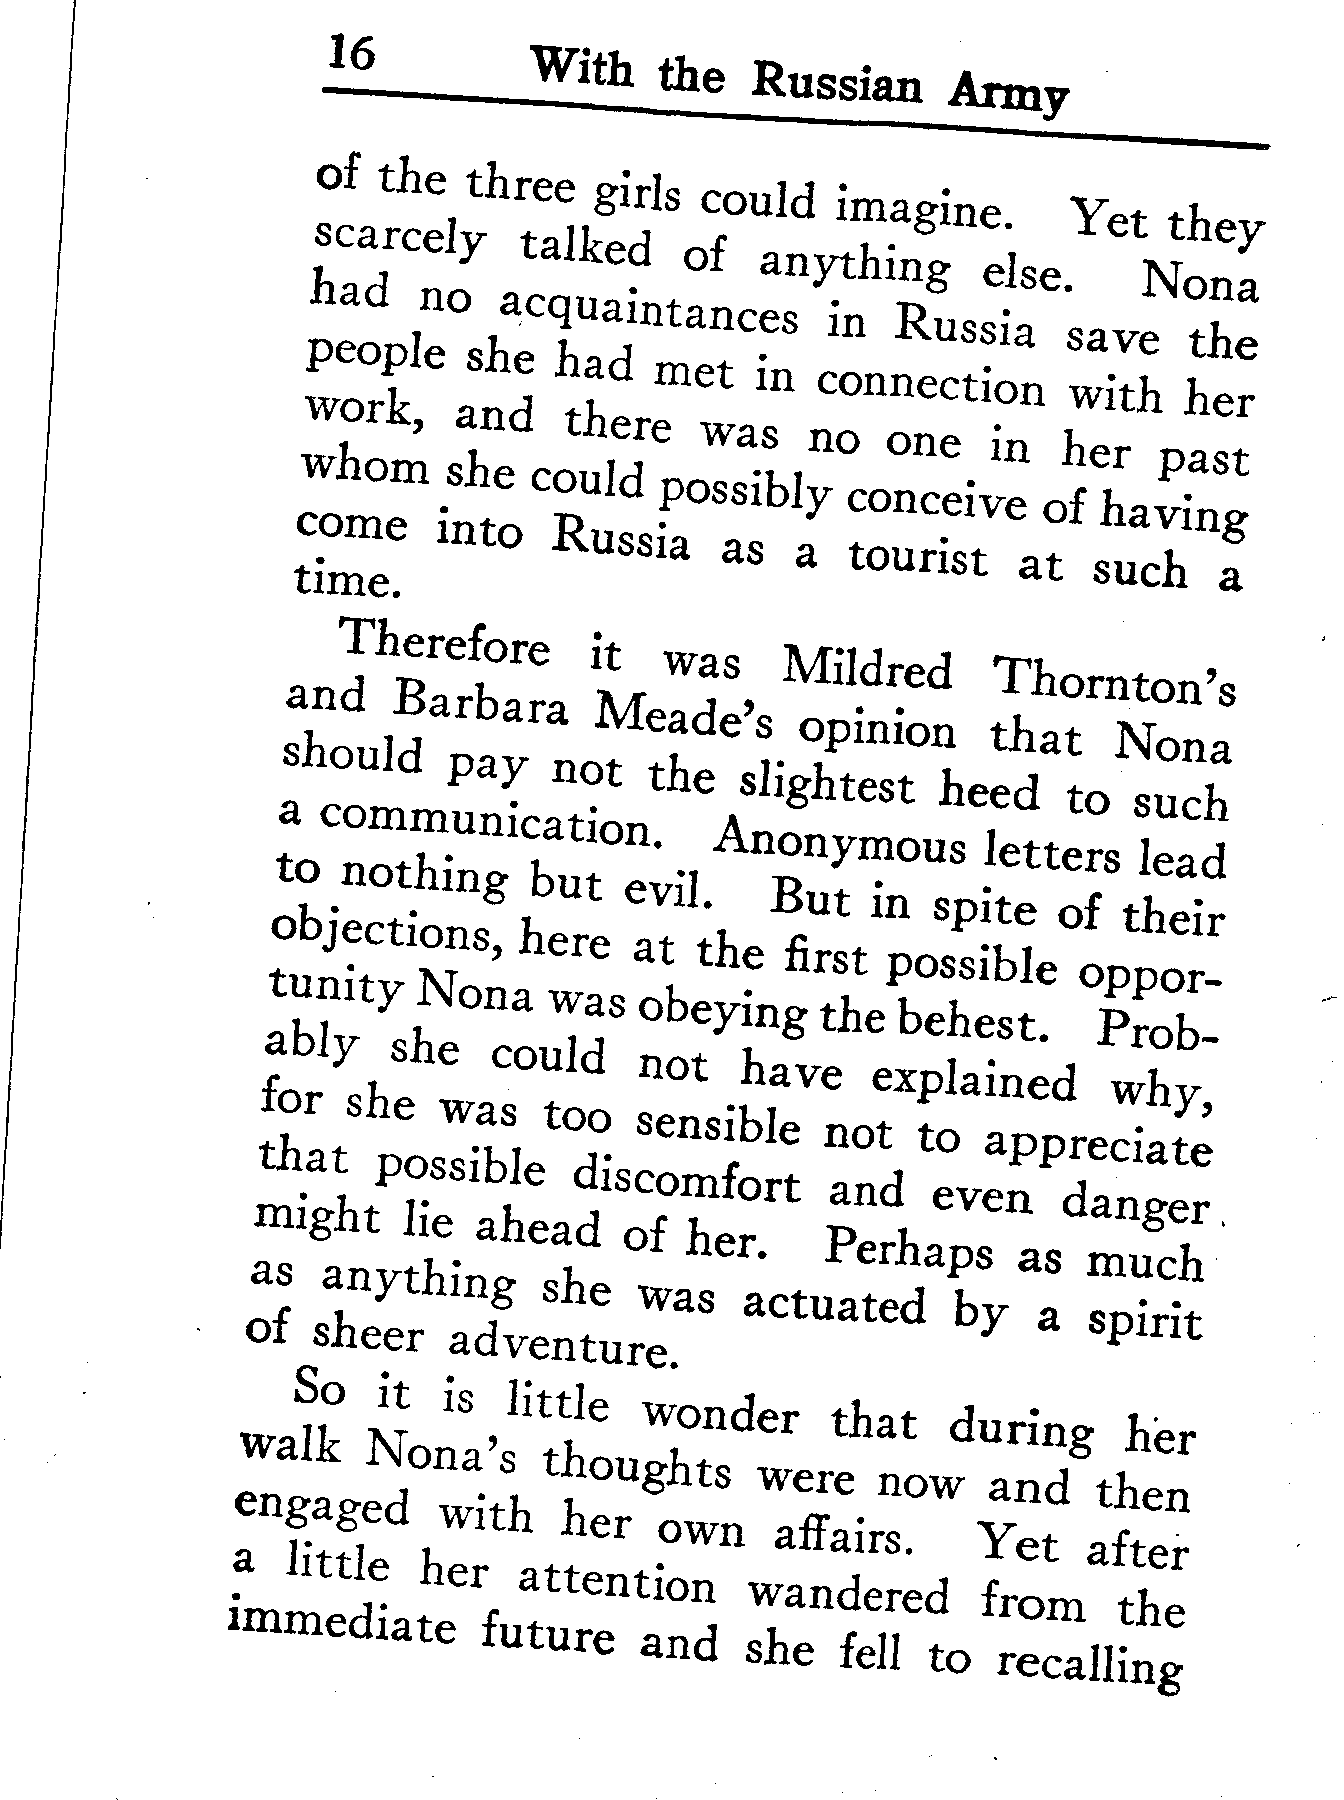 16 With the Russian Army
of the three girls could imagine. Yet they
scarcely talked of anything else. Nona
had no acquaintances in Russia save the
people she had met in connection with her
work, and there was no one in her past
whom she could possibly conceive of having
come into Russia as a tourist at such a
time.
Therefore it was Mildred Thornton's
and Barbara Meade's opinion that Nona
should pay not the slightest heed to such
a communication. Anonymous letters lead
to nothing but evil. But in spite of their
objections, here at the first possible oppor-
tunity Nona was obeying the behest. Prob-
ably she could not have explained why,
for she was too sensible not to appreciate
that possible discomfort and even danger
might lie ahead of her. Perhaps as much
as anything she was actuated by a spirit
of sheer adventure.
So it is little wonder that during her
walk Nona's thoughts were now and then
engaged with her own affairs. Yet after
a little her attention wandered from the
immediate future and she fell to recalling